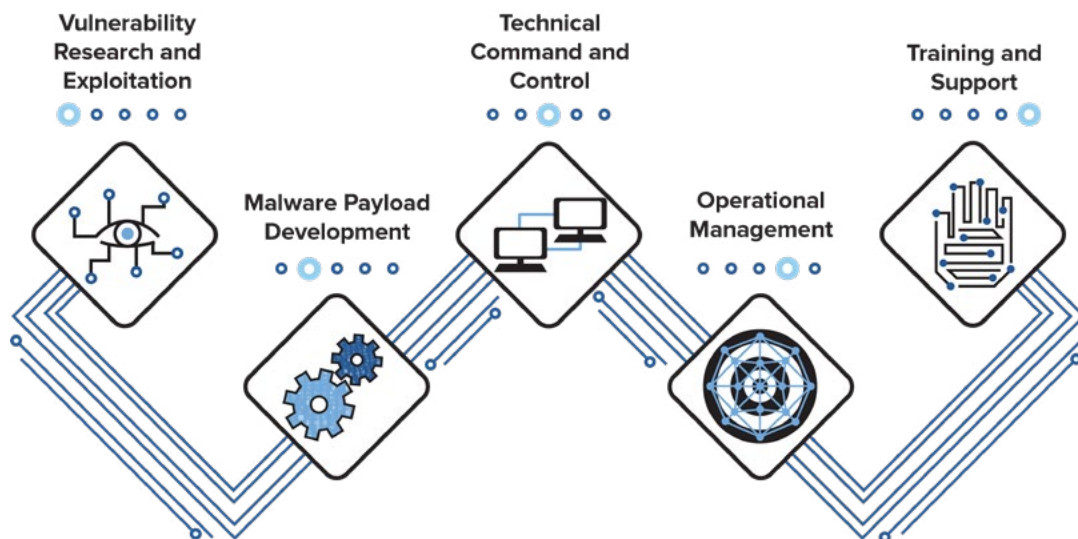 Vulnerability
Research and
Exploitation
Malware Payload
Development
Technical
Command and
Control
Operational
Management
Training and
Support